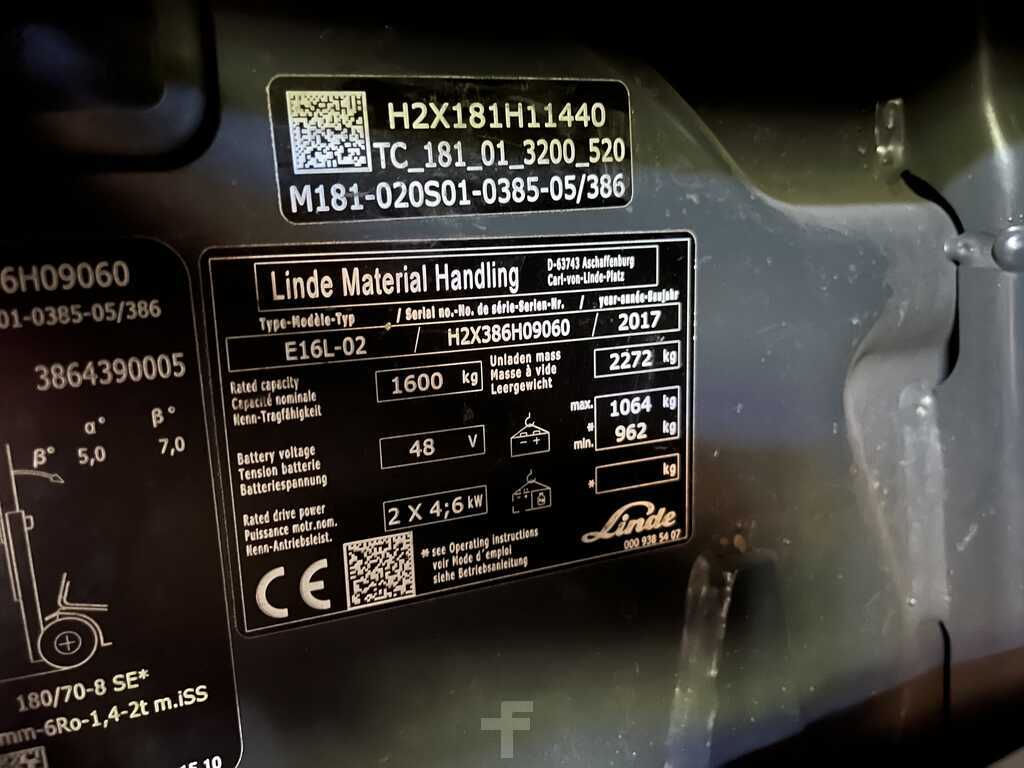 H2X181H11440
TC_181_01_3200_520
M181-020S01-0385-05/386
6H09060
01-0385-05/386
3864390005
α° β°
β° 5,0 7,0
180/70-8 SE*
mm-6Ro-1,4-2t m.iSS
15.10
Linde Material Handling
D-63743 Aschaffenburg
Carl-von-Linde-Platz
Type-Modèle-Typ / Serial no.-No. de série-Serien-Nr. / year-année-Baujahr
E16L-02 / H2X386H09060 / 2017
Rated capacity
Capacité nominale
Nenn-Tragfähigkeit
1600 kg
Unladen mass
Masse à vide
Leergewicht
2272 kg
Battery voltage
Tension batterie
Batteriespannung
48 V
max. 1064 kg
*
min. 962 kg
Rated drive power
Puissance motr.nom.
Nenn-Antriebsleist.
2 X 4;6 kW
* kg
CE
* see Operating instructions
voir Mode d'emploi
siehe Betriebsanleitung
Linde
000 938 54 07